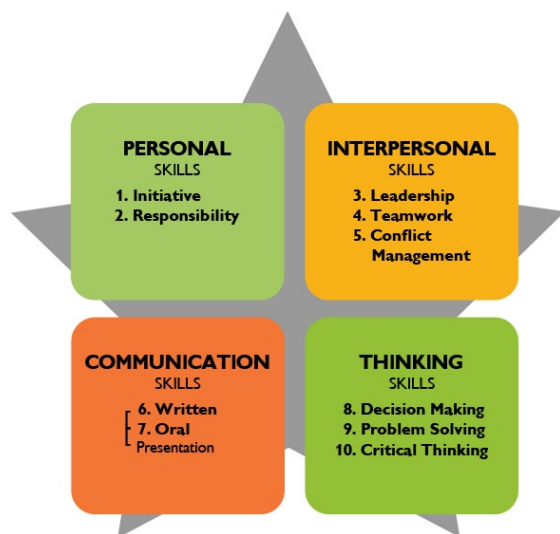 PERSONAL
SKILLS
1. Initiative
2. Responsibility
INTERPERSONAL
SKILLS
3. Leadership
4. Teamwork
5. Conflict
Management
COMMUNICATION
SKILLS
6. Written
7. Oral
Presentation
THINKING
SKILLS
8. Decision Making
9. Problem Solving
10. Critical Thinking